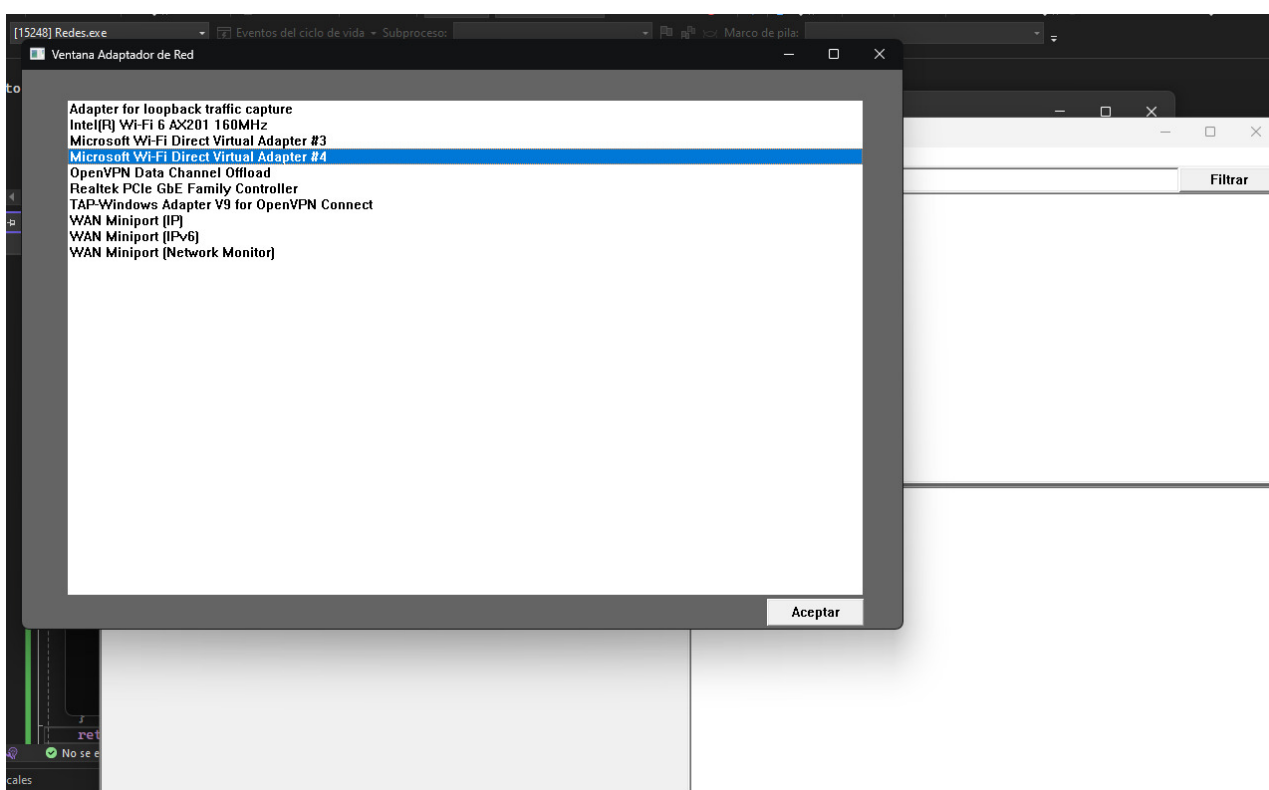 [15248] Redes.exe
Eventos del ciclo de vida
Subproceso:
Marco de pila:
Ventana Adaptador de Red
to
Adapter for loopback traffic capture
Intel(R) Wi-Fi 6 AX201 160MHz
Microsoft Wi-Fi Direct Virtual Adapter #3
Microsoft Wi-Fi Direct Virtual Adapter #4
OpenVPN Data Channel Offload
Realtek PCIe GbE Family Controller
TAP-Windows Adapter V9 for OpenVPN Connect
WAN Miniport (IP)
WAN Miniport (IPv6)
WAN Miniport (Network Monitor)
Filtrar
Aceptar
}
ret
No se e
cales